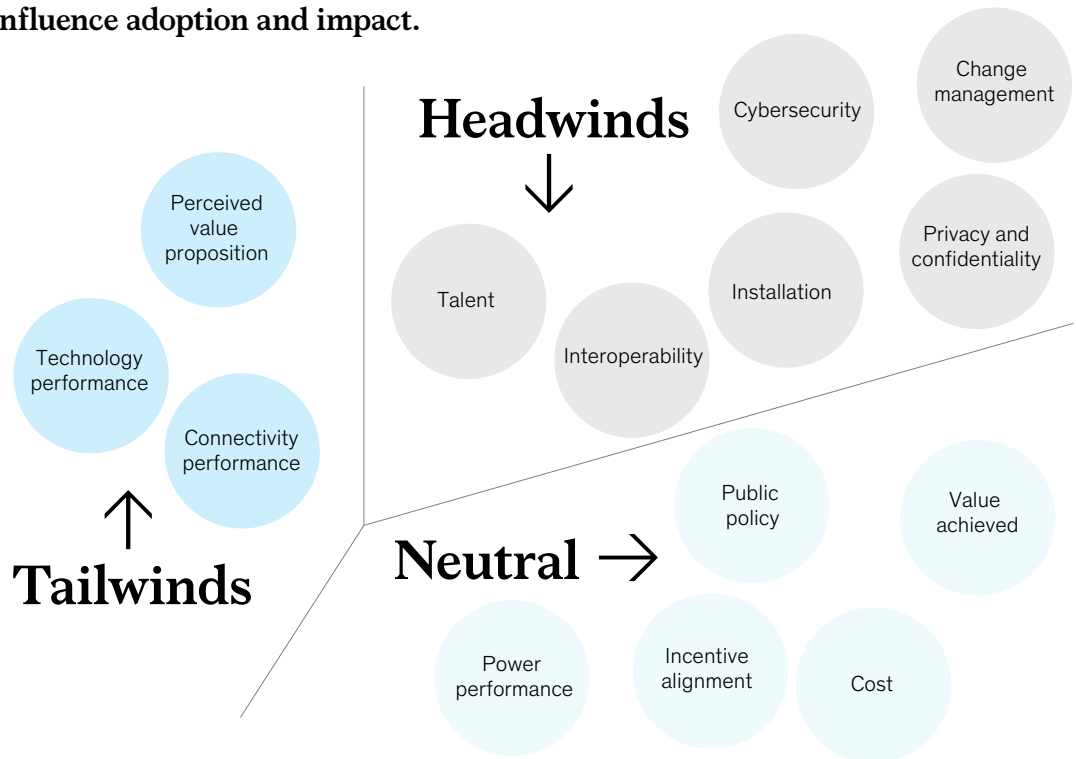 nfluence adoption and impact.
Headwinds
Cybersecurity
Change
management
Talent
Interoperability
Installation
Privacy and
confidentiality
Perceived
value
proposition
Technology
performance
Connectivity
performance
Tailwinds
Neutral
Public
policy
Value
achieved
Power
performance
Incentive
alignment
Cost